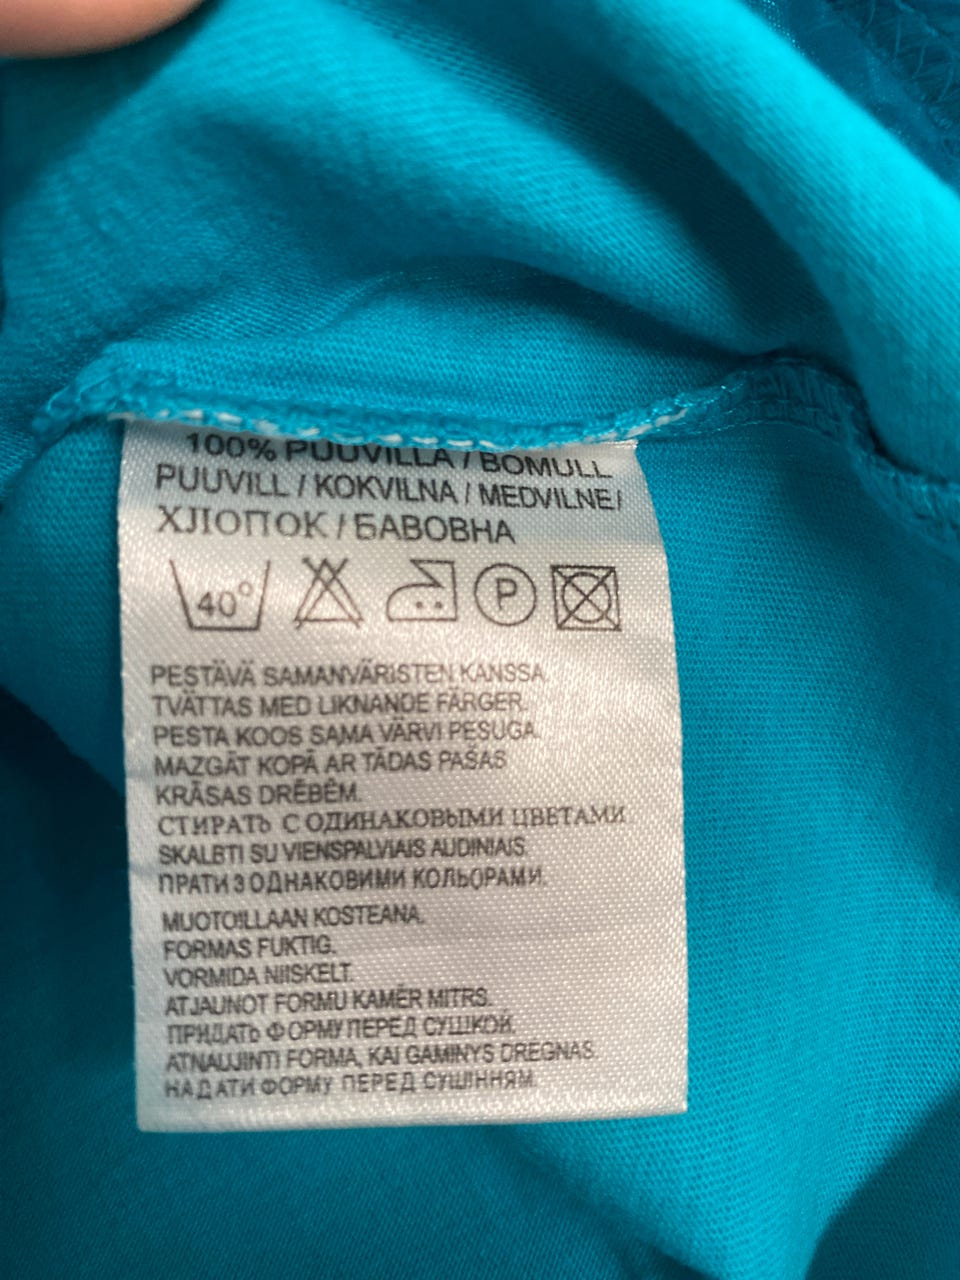 100% PUUVILLA / BOMULL
PUUVILL / KOKVILNA / MEDVILNE/
ХЛОПОК / БАВОВНА
40°
P
PESTÄVÄ SAMANVÄRISTEN KANSSA.
TVÄTTAS MED LIKNANDE FÄRGER.
PESTA KOOS SAMA VÄRVI PESUGA.
MAZGĀT KOPĀ AR TĀDAS PAŠAS
KRĀSAS DRĒBĒM.
СТИРАТЬ С ОДИНАКОВЫМИ ЦВЕТАМИ.
SKALBTI SU VIENSPALVIAIS AUDINIAIS.
ПРАТИ З ОДНАКОВИМИ КОЛЬОРАМИ.
MUOTOILLAAN KOSTEANA.
FORMAS FUKTIG.
VORMIDA NIISKELT.
ATJAUNOT FORMU KAMĒR MITRS.
ПРИДАТЬ ФОРМУ ПЕРЕД СУШКОЙ.
ATNAUJINTI FORMA, KAI GAMINYS DREGNAS.
НАДАТИ ФОРМУ ПЕРЕД СУШІННЯМ.